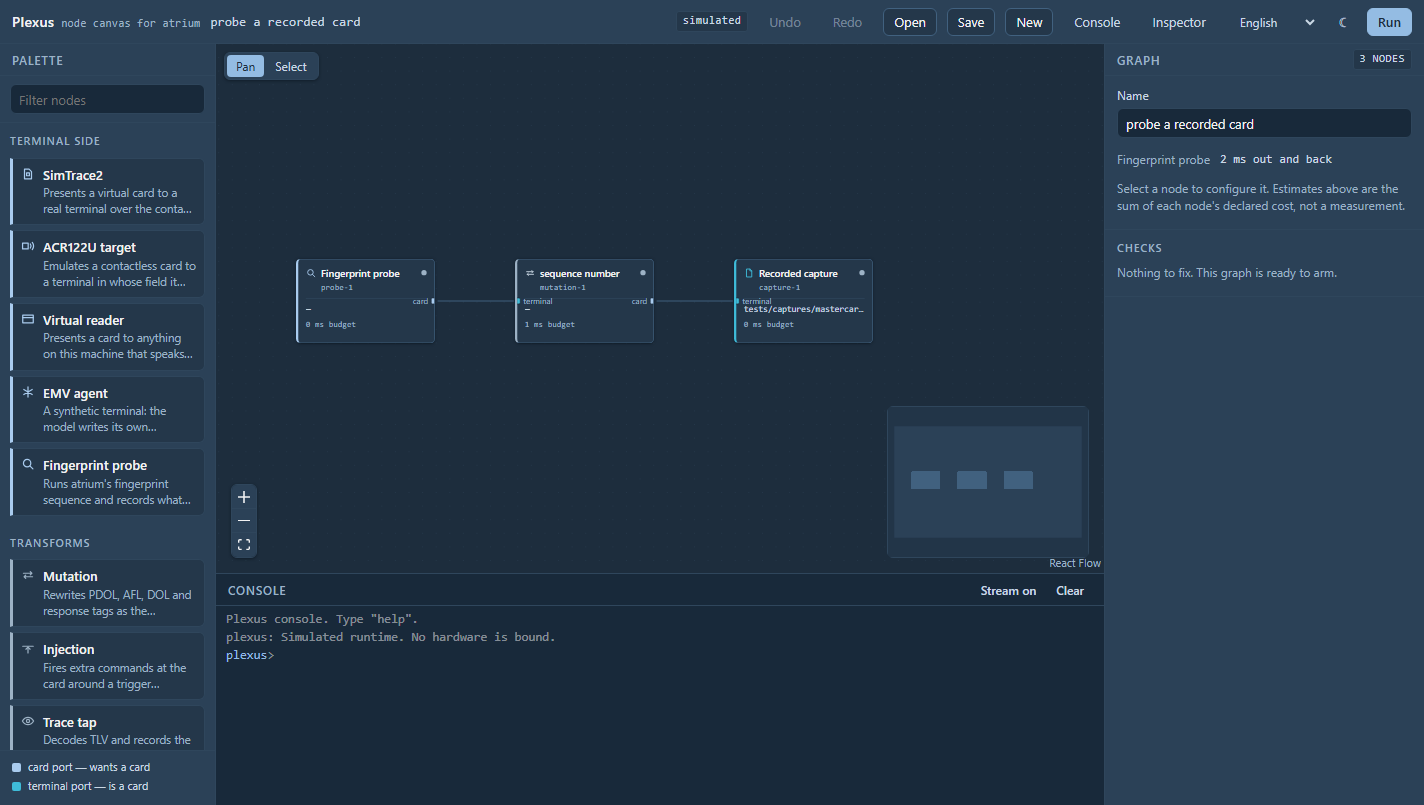 Plexus node canvas for atrium probe a recorded card simulated Undo Redo Open Save New Console Inspector English Run
PALETTE
Filter nodes
TERMINAL SIDE
SimTrace2
Presents a virtual card to a
real terminal over the conta...
ACR122U target
Emulates a contactless card to
a terminal in whose field it...
Virtual reader
Presents a card to anything
on this machine that speaks...
EMV agent
A synthetic terminal: the
model writes its own...
Fingerprint probe
Runs atrium's fingerprint
sequence and records what...
TRANSFORMS
Mutation
Rewrites PDOL, AFL, DOL and
response tags as the...
Injection
Fires extra commands at the
card around a trigger...
Trace tap
Decodes TLV and records the
card port — wants a card
terminal port — is a card
Pan Select
Fingerprint probe
probe-1
card
—
0 ms budget
sequence number
mutation-1
terminal card
—
1 ms budget
Recorded capture
capture-1
terminal
tests/captures/mastercar…
0 ms budget
React Flow
CONSOLE Stream on Clear
Plexus console. Type "help".
plexus: Simulated runtime. No hardware is bound.
plexus>
GRAPH 3 NODES
Name
probe a recorded card
Fingerprint probe 2 ms out and back
Select a node to configure it. Estimates above are the
sum of each node's declared cost, not a measurement.
CHECKS
Nothing to fix. This graph is ready to arm.